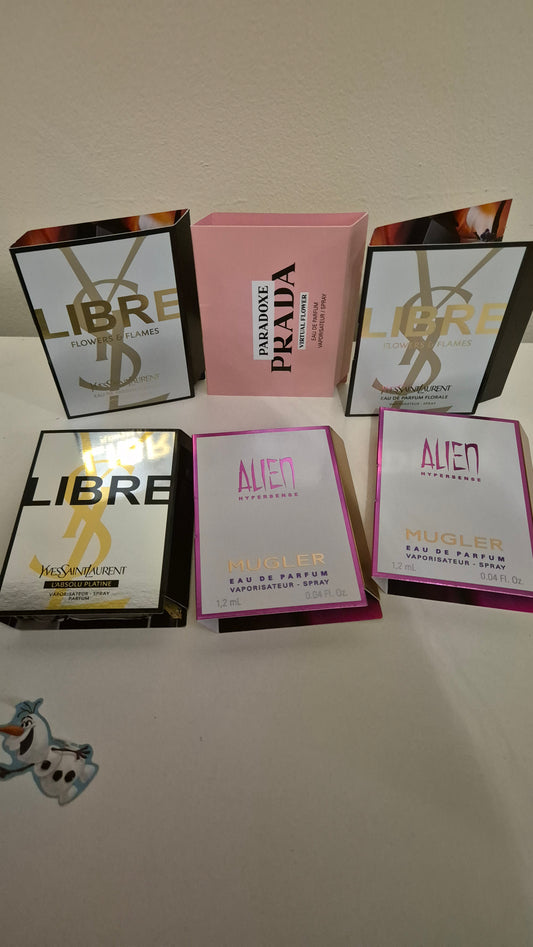 LIBRE
FLOWERS & FLAMES
YVESSAINTLAURENT
PARADOXE
PRADA
VIRTUAL FLOWER
EAU DE PARFUM
VAPORISATEUR / SPRAY
LIBRE
FLOWERS & FLAMES
YVESSAINTLAURENT
EAU DE PARFUM FLORALE
VAPORISATEUR - SPRAY
LIBRE
YVESSAINTLAURENT
L'ABSOLU PLATINE
VAPORISATEUR - SPRAY
PARFUM
ALIEN
HYPERSENSE
MUGLER
EAU DE PARFUM
VAPORISATEUR - SPRAY
1,2 mL 0.04 Fl. Oz.
ALIEN
HYPERSENSE
MUGLER
EAU DE PARFUM
VAPORISATEUR - SPRAY
1,2 mL 0.04 Fl. Oz.